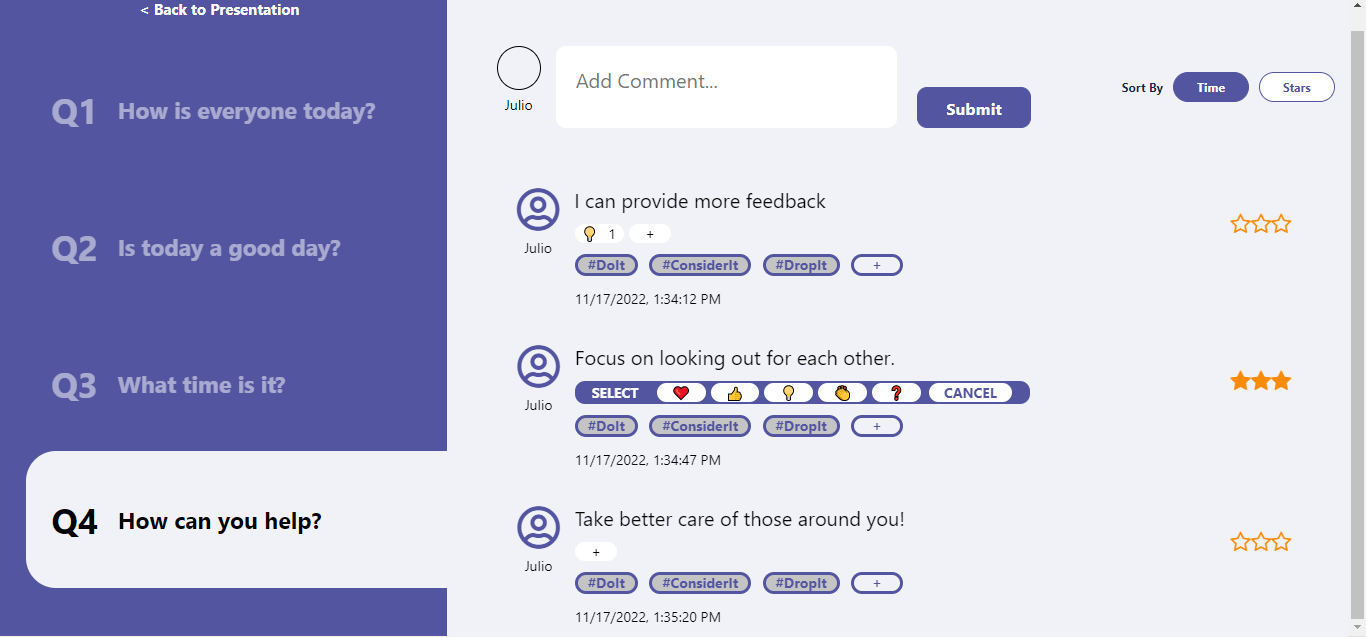 < Back to Presentation
Q1 How is everyone today?
Q2 Is today a good day?
Q3 What time is it?
Q4 How can you help?
Julio
Add Comment...
Submit
Sort By Time Stars
I can provide more feedback
1 +
Julio
#DoIt #ConsiderIt #DropIt +
11/17/2022, 1:34:12 PM
Focus on looking out for each other.
SELECT CANCEL
Julio
#DoIt #ConsiderIt #DropIt +
11/17/2022, 1:34:47 PM
Take better care of those around you!
+
Julio
#DoIt #ConsiderIt #DropIt +
11/17/2022, 1:35:20 PM